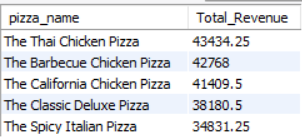 pizza_name Total_Revenue
The Thai Chicken Pizza 43434.25
The Barbecue Chicken Pizza 42768
The California Chicken Pizza 41409.5
The Classic Deluxe Pizza 38180.5
The Spicy Italian Pizza 34831.25